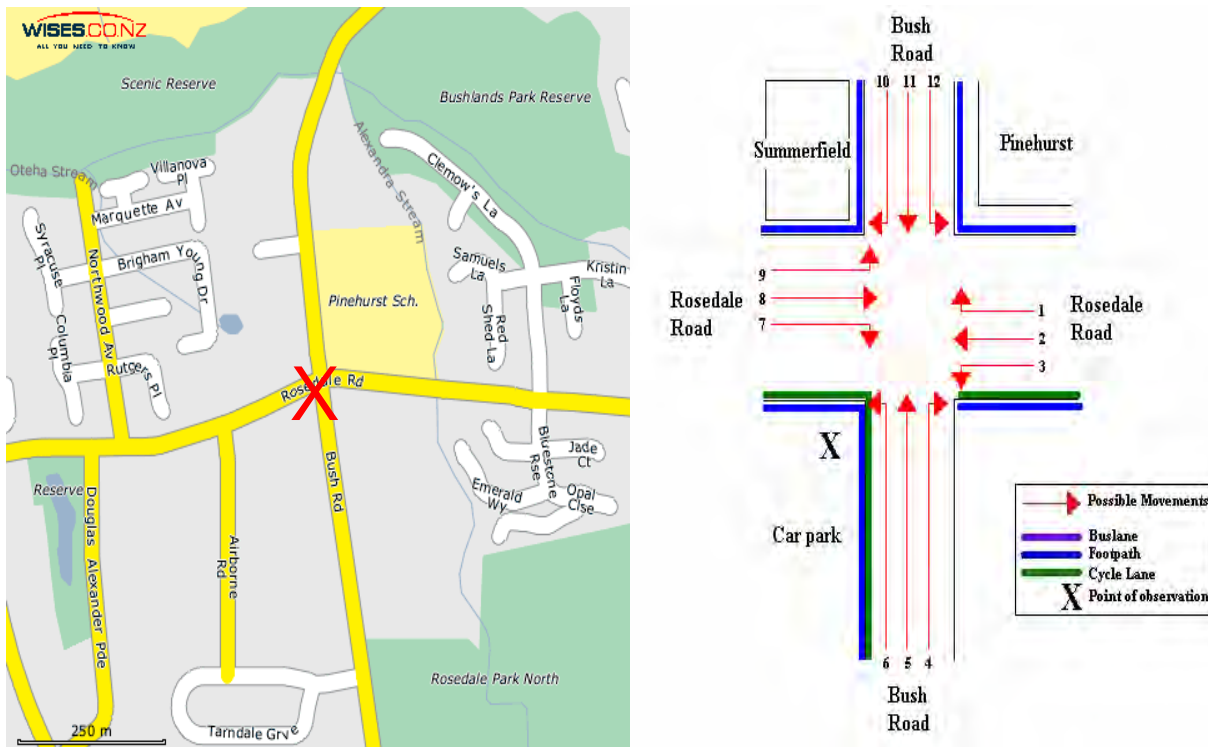 WISES.CO.NZ
ALL YOU NEED TO KNOW
Scenic Reserve
Bushlands Park Reserve
Oteha Stream
Villanova
Pl
Marquette Av
Alexandra Stream
Clemow's La
Syracuse
Pl
Northwood Av
Brigham Young Dr
Samuels
La
Kristin
La
Floyds
La
Red
Shed-La
Pinehurst Sch.
Columbia
Pl
Rutgers Pl
Rosedale Rd
Bush Rd
Bluestone
Rse
Jade
Ct
Emerald
Wy
Opal
Clse
Reserve
Douglas Alexander Pde
Airborne
Rd
Rosedale Park North
Tarndale Grve
250 m
X
Bush
Road
10 11 12
Summerfield
Pinehurst
9
8
7
Rosedale
Road
1
2
3
Rosedale
Road
X
Car park
6 5 4
Bush
Road
Possible Movements
Buslane
Footpath
Cycle Lane
X Point of observation